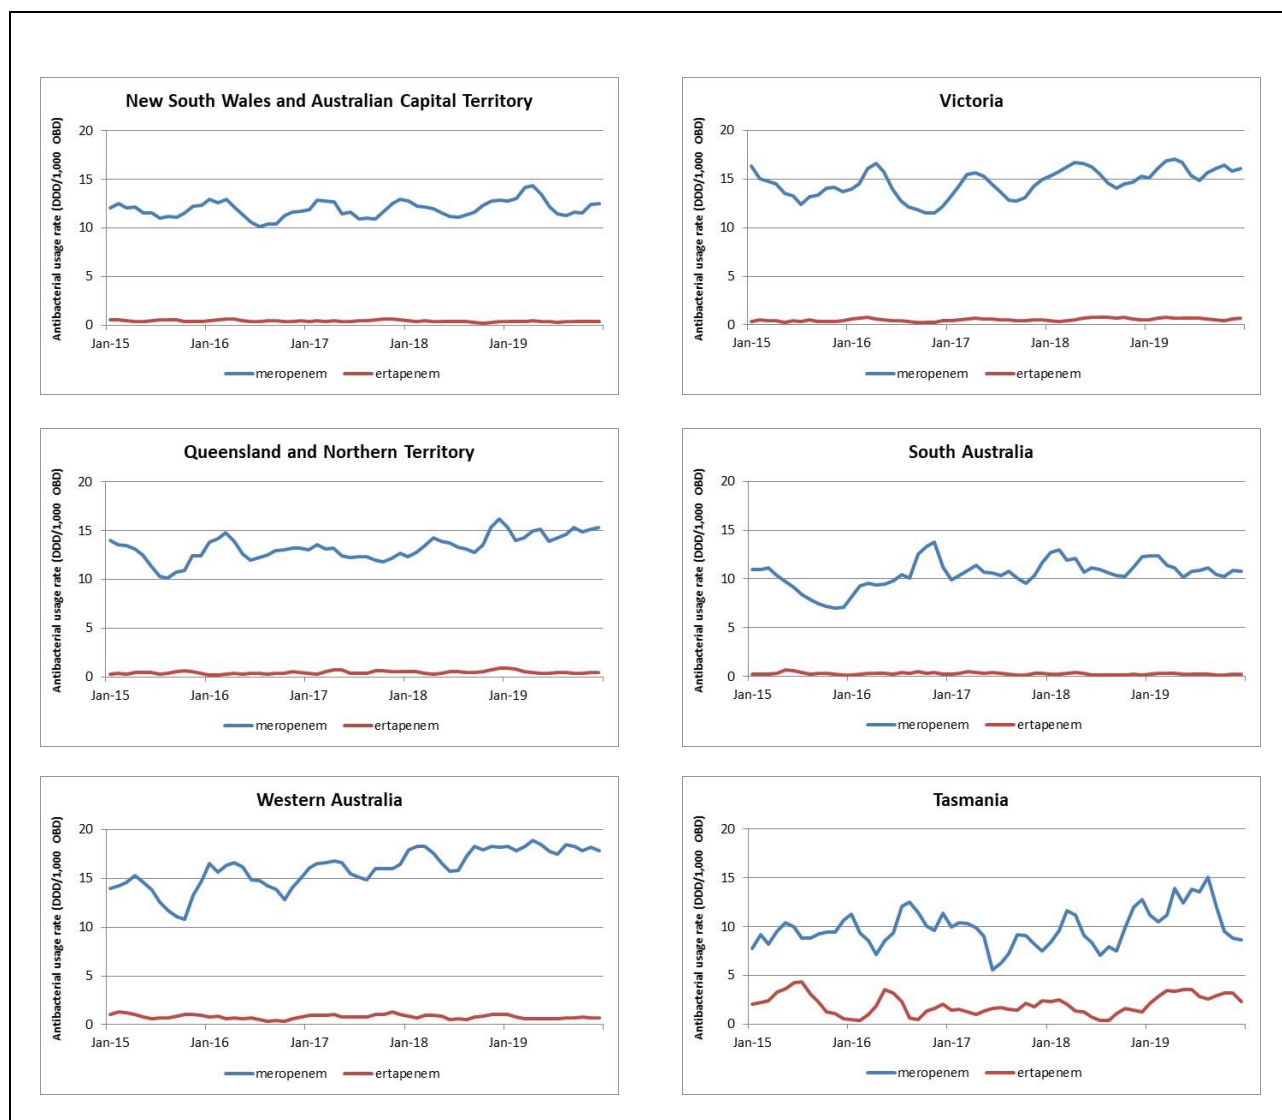 New South Wales and Australian Capital Territory
Antibacterial usage rate (DDD/1,000 OBD)
20
15
10
5
0
Jan-15 Jan-16 Jan-17 Jan-18 Jan-19
meropenem ertapenem
Victoria
Antibacterial usage rate (DDD/1,000 OBD)
20
15
10
5
0
Jan-15 Jan-16 Jan-17 Jan-18 Jan-19
meropenem ertapenem
Queensland and Northern Territory
Antibacterial usage rate (DDD/1,000 OBD)
20
15
10
5
0
Jan-15 Jan-16 Jan-17 Jan-18 Jan-19
meropenem ertapenem
South Australia
Antibacterial usage rate (DDD/1,000 OBD)
20
15
10
5
0
Jan-15 Jan-16 Jan-17 Jan-18 Jan-19
meropenem ertapenem
Western Australia
Antibacterial usage rate (DDD/1,000 OBD)
20
15
10
5
0
Jan-15 Jan-16 Jan-17 Jan-18 Jan-19
meropenem ertapenem
Tasmania
Antibacterial usage rate (DDD/1,000 OBD)
20
15
10
5
0
Jan-15 Jan-16 Jan-17 Jan-18 Jan-19
meropenem ertapenem